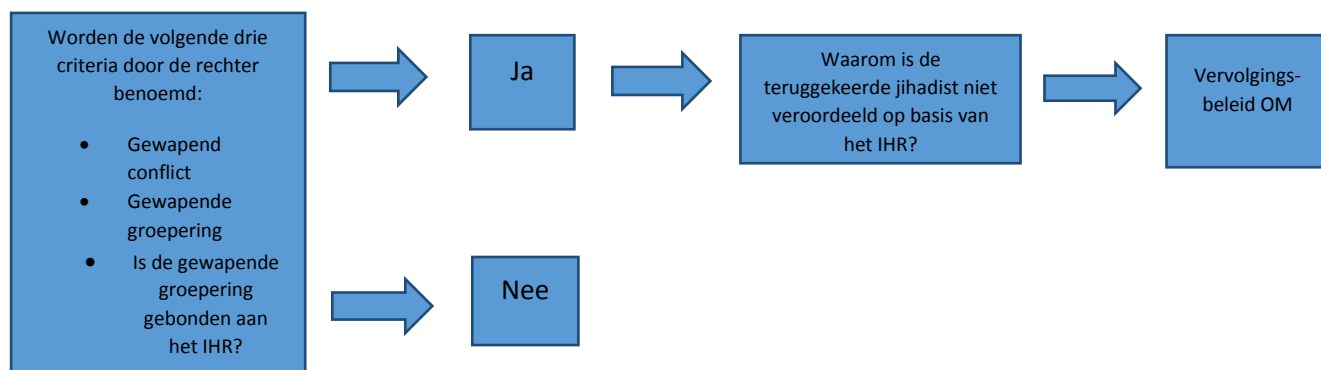 Worden de volgende drie
criteria door de rechter
benoemd:
• Gewapend
conflict
• Gewapende
groepering
• Is de gewapende
groepering
gebonden aan
het IHR?
Ja
Waarom is de
teruggekeerde jihadist niet
veroordeeld op basis van
het IHR?
Vervolgings-
beleid OM
Nee